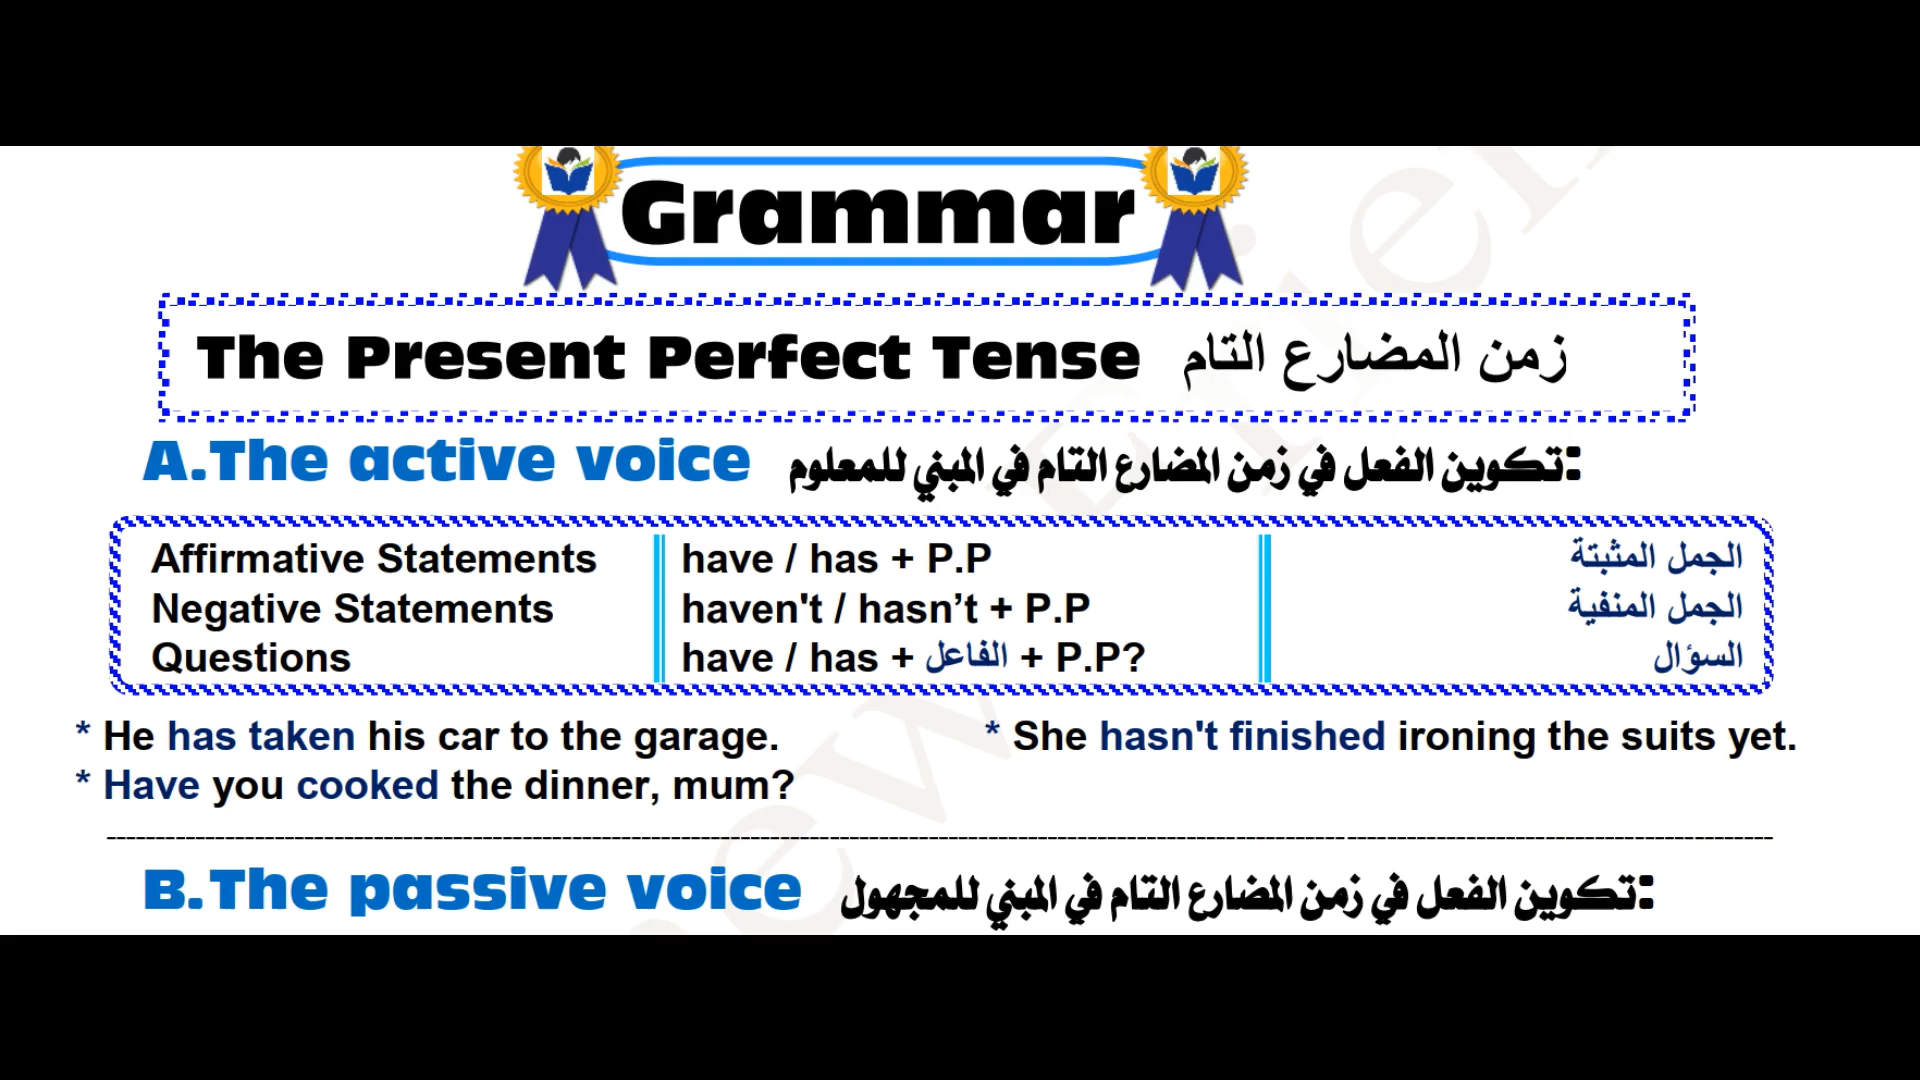 Grammar
The Present Perfect Tense زمن المضارع التام
A.The active voice تكوين الفعل في زمن المضارع التام في المبني للمعلوم:
Affirmative Statements have / has + P.P الجمل المثبتة
Negative Statements haven't / hasn’t + P.P الجمل المنفية
Questions have / has + الفاعل + P.P? السؤال
* He has taken his car to the garage. * She hasn't finished ironing the suits yet.
* Have you cooked the dinner, mum?
B.The passive voice تكوين الفعل في زمن المضارع التام في المبني للمجهول: